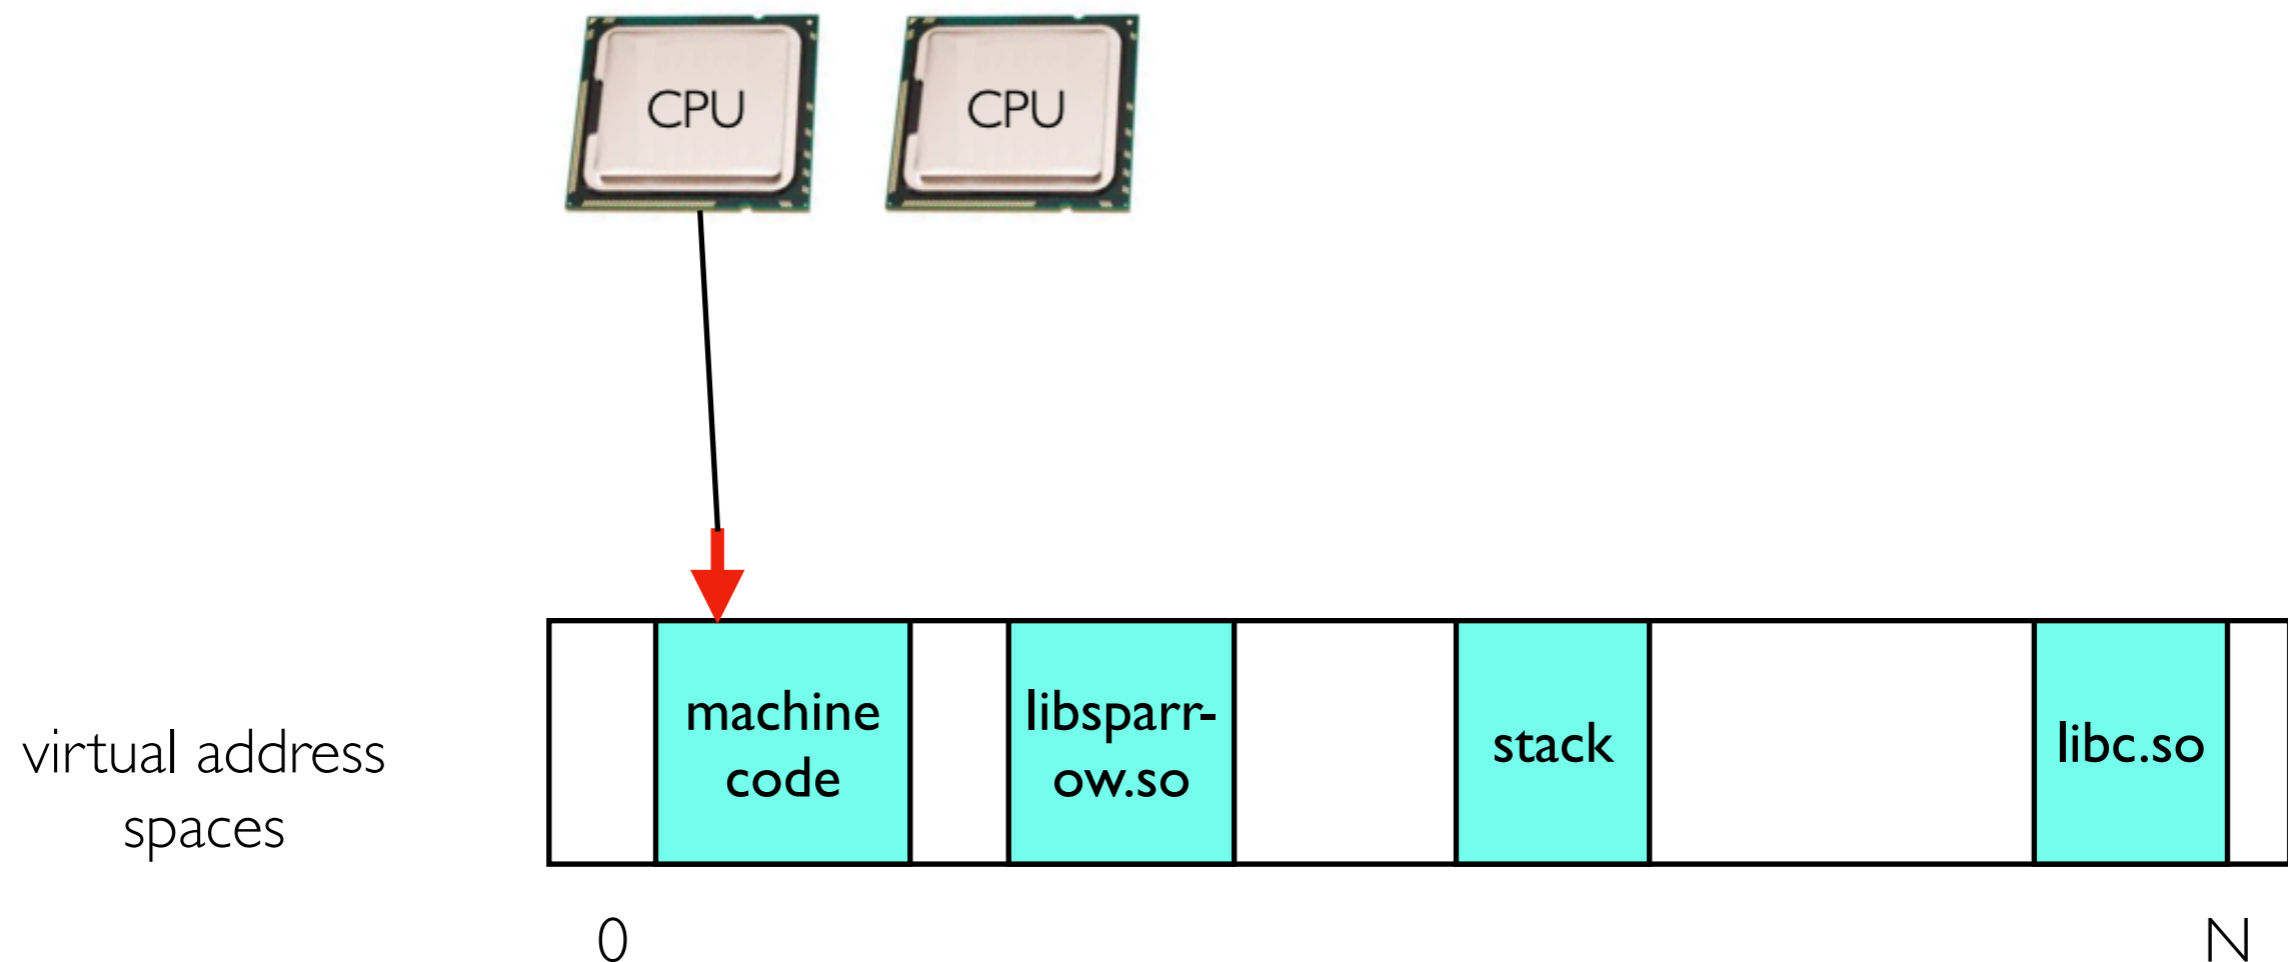 CPU
CPU
virtual address
spaces
machine
code
libsparr-
ow.so
stack
libc.so
0
N